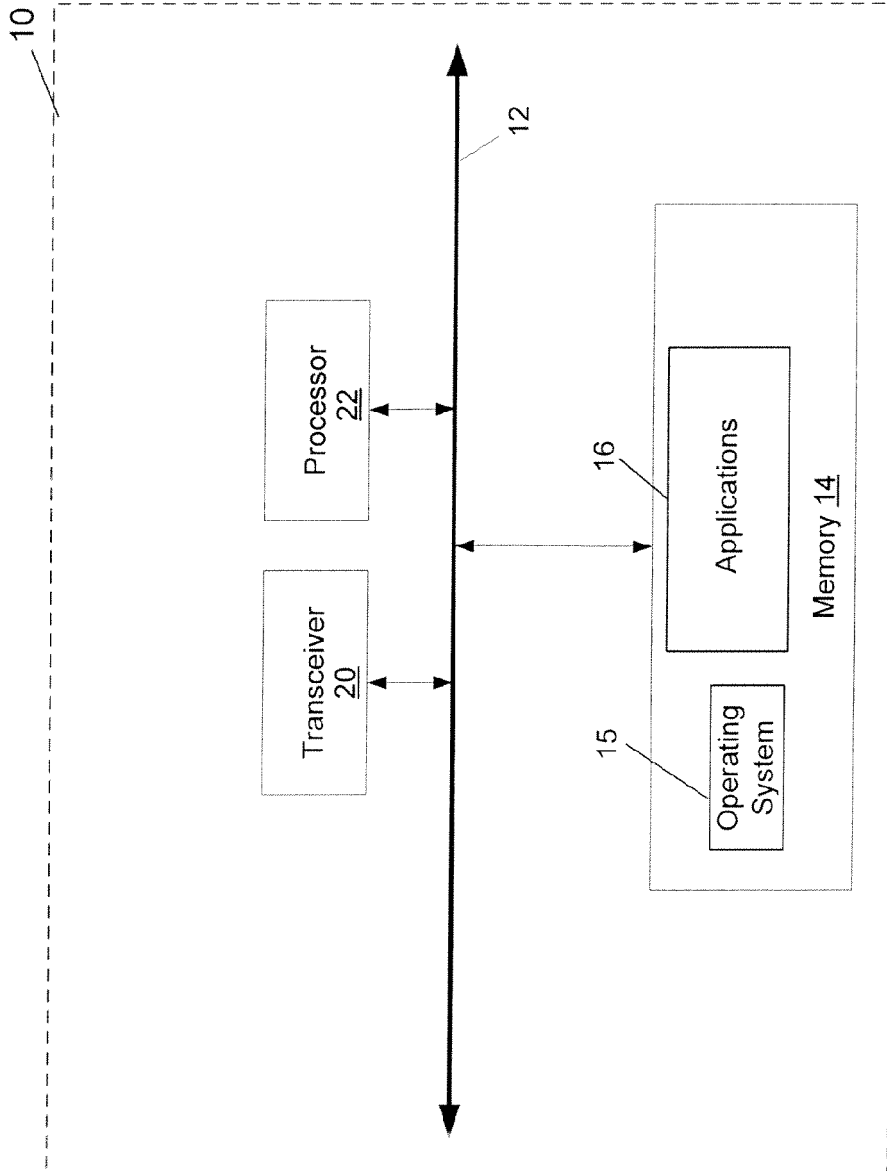 10
12
Transceiver
20
Processor
22
15
Operating
System
16
Applications
Memory 14